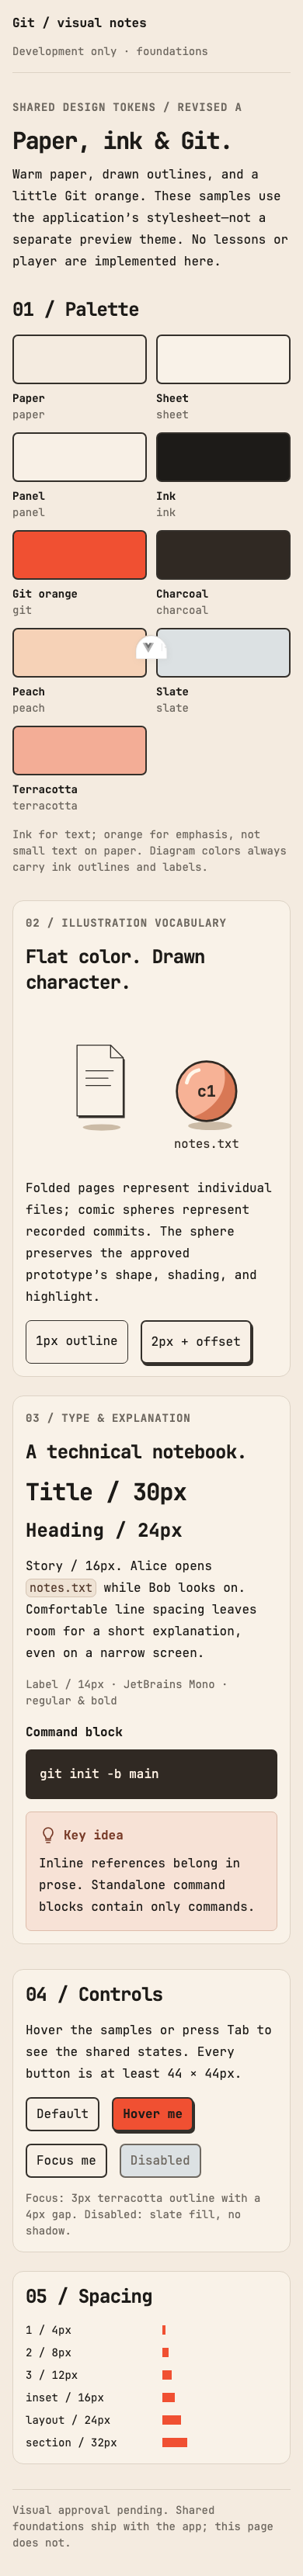 Git / visual notes
Development only · foundations
SHARED DESIGN TOKENS / REVISED A
Paper, ink & Git.
Warm paper, drawn outlines, and a
little Git orange. These samples use
the application's stylesheet—not a
separate preview theme. No lessons or
player are implemented here.
01 / Palette
Paper
paper
Sheet
sheet
Panel
panel
Ink
ink
Git orange
git
Charcoal
charcoal
Peach
peach
Slate
slate
Terracotta
terracotta
Ink for text; orange for emphasis, not
small text on paper. Diagram colors always
carry ink outlines and labels.
02 / ILLUSTRATION VOCABULARY
Flat color. Drawn
character.
c1
notes.txt
Folded pages represent individual
files; comic spheres represent
recorded commits. The sphere
preserves the approved
prototype's shape, shading, and
highlight.
1px outline
2px + offset
03 / TYPE & EXPLANATION
A technical notebook.
Title / 30px
Heading / 24px
Story / 16px. Alice opens
notes.txt while Bob looks on.
Comfortable line spacing leaves
room for a short explanation,
even on a narrow screen.
Label / 14px · JetBrains Mono ·
regular & bold
Command block
git init -b main
Key idea
Inline references belong in
prose. Standalone command
blocks contain only commands.
04 / Controls
Hover the samples or press Tab to
see the shared states. Every
button is at least 44 × 44px.
Default
Hover me
Focus me
Disabled
Focus: 3px terracotta outline with a
4px gap. Disabled: slate fill, no
shadow.
05 / Spacing
1 / 4px
2 / 8px
3 / 12px
inset / 16px
layout / 24px
section / 32px
Visual approval pending. Shared
foundations ship with the app; this page
does not.